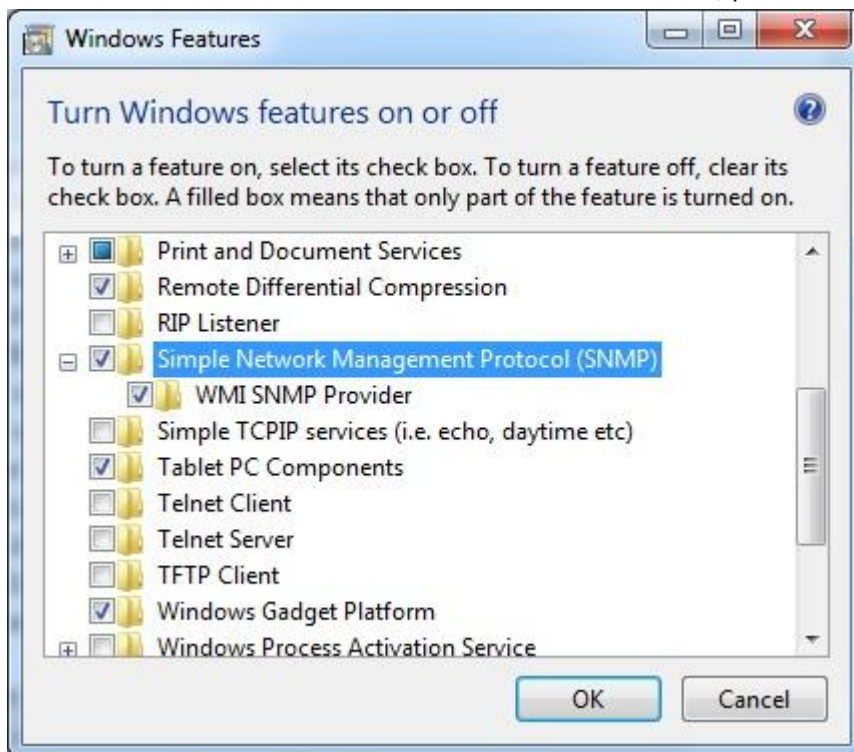 Windows Features
Turn Windows features on or off
To turn a feature on, select its check box. To turn a feature off, clear its
check box. A filled box means that only part of the feature is turned on.
Print and Document Services
Remote Differential Compression
RIP Listener
Simple Network Management Protocol (SNMP)
WMI SNMP Provider
Simple TCPIP services (i.e. echo, daytime etc)
Tablet PC Components
Telnet Client
Telnet Server
TFTP Client
Windows Gadget Platform
Windows Process Activation Service
OK Cancel